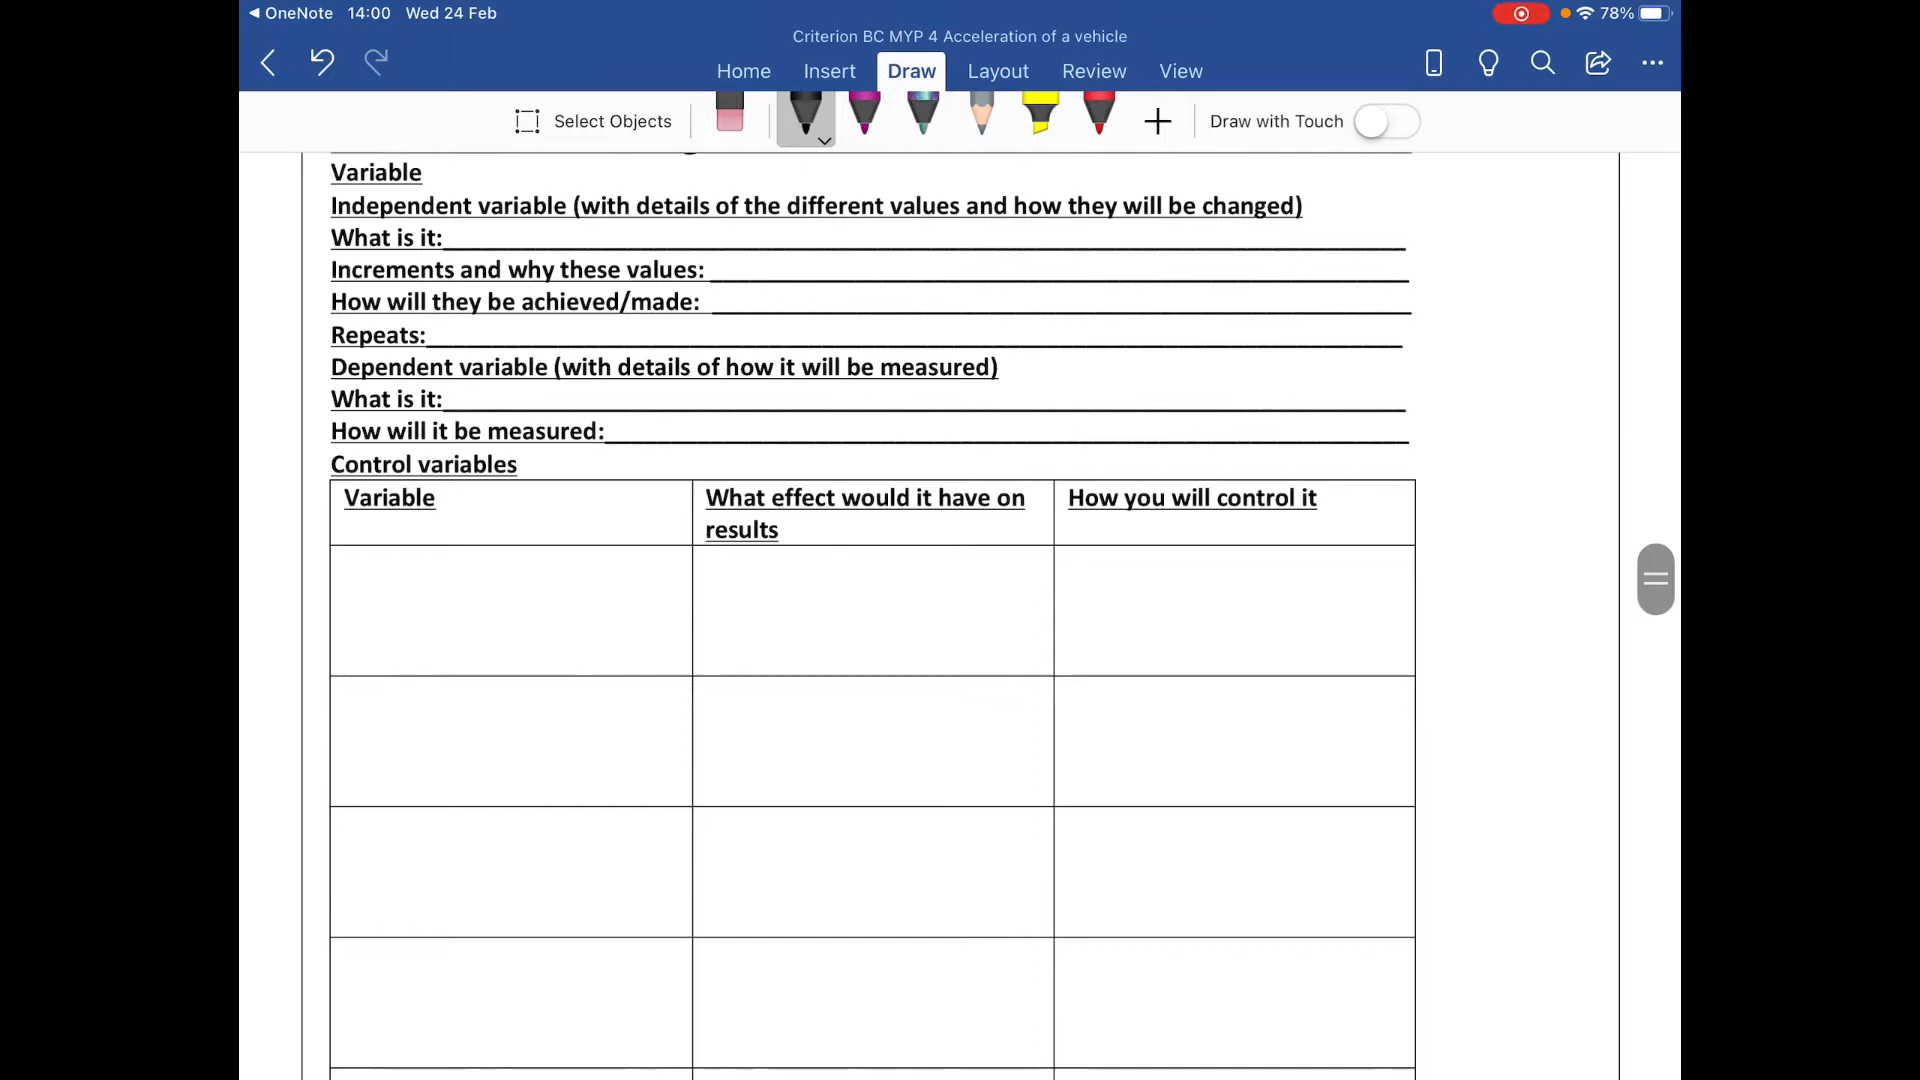 OneNote 14:00 Wed 24 Feb
78%
Criterion BC MYP 4 Acceleration of a vehicle
Home Insert Draw Layout Review View
Select Objects
Draw with Touch
Variable
Independent variable (with details of the different values and how they will be changed)
What is it:
Increments and why these values:
How will they be achieved/made:
Repeats:
Dependent variable (with details of how it will be measured)
What is it:
How will it be measured:
Control variables
Variable
What effect would it have on
results
How you will control it